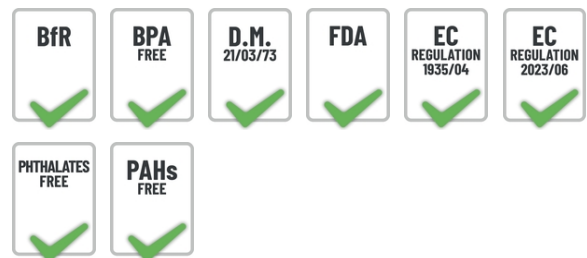 BfR
BPA
FREE
D.M.
21/03/73
FDA
EC
REGULATION
1935/04
EC
REGULATION
2023/06
PHTHALATES
FREE
PAHs
FREE